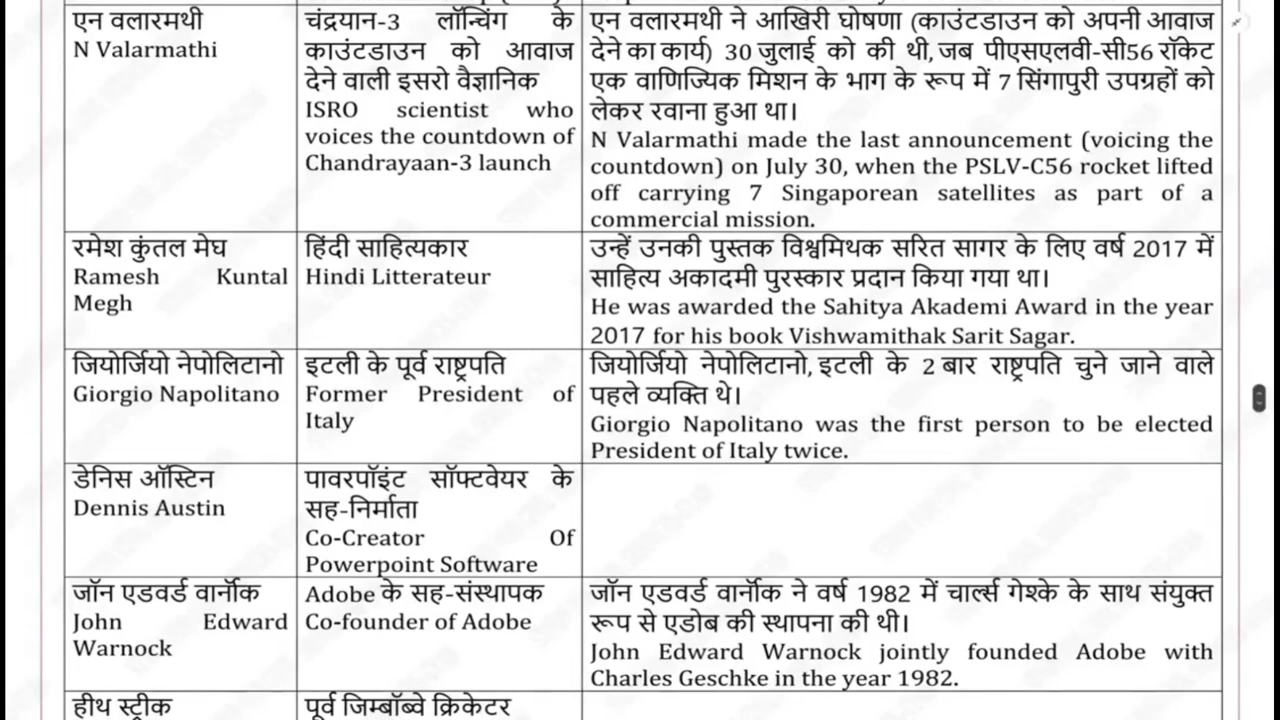 एन वलारमथी
N Valarmathi
चंद्रयान-3 लॉन्चिंग के
काउंटडाउन को आवाज
देने वाली इसरो वैज्ञानिक
ISRO scientist who
voices the countdown of
Chandrayaan-3 launch
एन वलारमथी ने आखिरी घोषणा (काउंटडाउन को अपनी आवाज
देने का कार्य) 30 जुलाई को की थी, जब पीएसएलवी-सी56 रॉकेट
एक वाणिज्यिक मिशन के भाग के रूप में 7 सिंगापुरी उपग्रहों को
लेकर रवाना हुआ था।
N Valarmathi made the last announcement (voicing the
countdown) on July 30, when the PSLV-C56 rocket lifted
off carrying 7 Singaporean satellites as part of a
commercial mission.
रमेश कुंतल मेघ
Ramesh Kuntal
Megh
हिंदी साहित्यकार
Hindi Litterateur
उन्हें उनकी पुस्तक विश्वमिथक सरित सागर के लिए वर्ष 2017 में
साहित्य अकादमी पुरस्कार प्रदान किया गया था।
He was awarded the Sahitya Akademi Award in the year
2017 for his book Vishwamithak Sarit Sagar.
जियोर्जियो नेपोलिटानो
Giorgio Napolitano
इटली के पूर्व राष्ट्रपति
Former President of
Italy
जियोर्जियो नेपोलिटानो, इटली के 2 बार राष्ट्रपति चुने जाने वाले
पहले व्यक्ति थे।
Giorgio Napolitano was the first person to be elected
President of Italy twice.
डेनिस ऑस्टिन
Dennis Austin
पावरपॉइंट सॉफ्टवेयर के
सह-निर्माता
Co-Creator Of
Powerpoint Software
जॉन एडवर्ड वार्नॉक
John Edward
Warnock
Adobe के सह-संस्थापक
Co-founder of Adobe
जॉन एडवर्ड वार्नॉक ने वर्ष 1982 में चार्ल्स गेश्के के साथ संयुक्त
रूप से एडोब की स्थापना की थी।
John Edward Warnock jointly founded Adobe with
Charles Geschke in the year 1982.
हीथ स्ट्रीक
पूर्व जिम्बॉब्वे क्रिकेटर